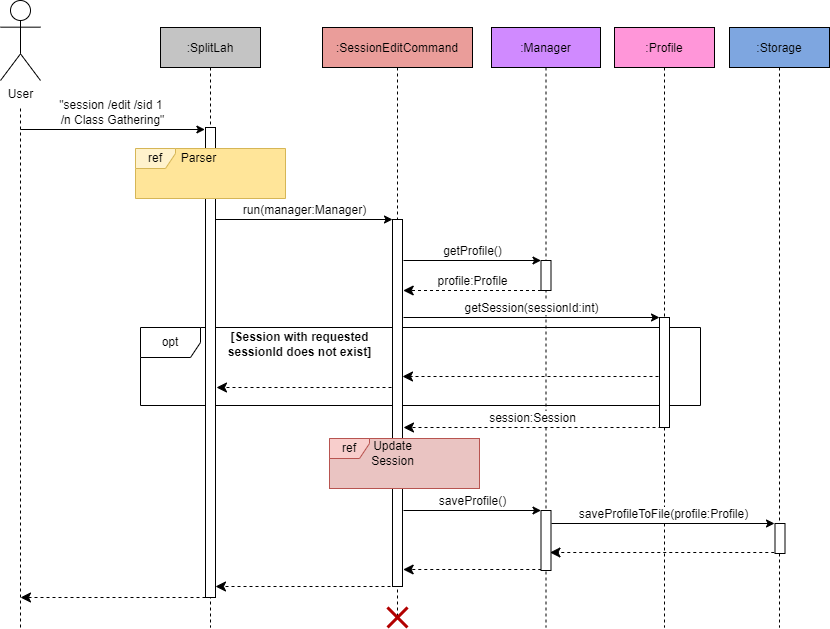 :SplitLah
:SessionEditCommand
:Manager
:Profile
:Storage
User
"session /edit /sid 1
/n Class Gathering"
ref
Parser
run(manager:Manager)
getProfile()
profile:Profile
getSession(sessionId:int)
opt
[Session with requested
sessionId does not exist]
session:Session
ref
Update
Session
saveProfile()
saveProfileToFile(profile:Profile)